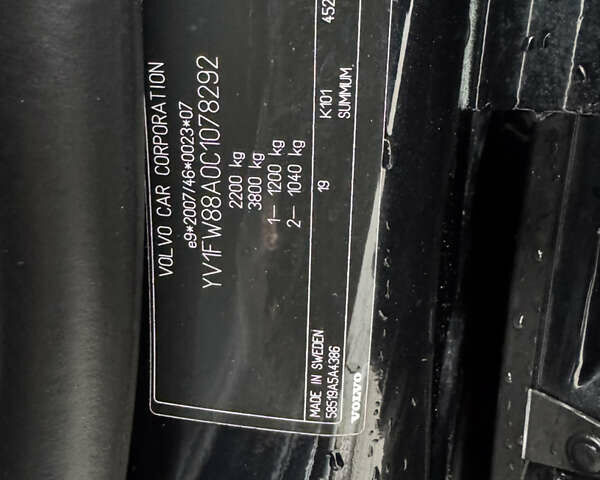 VOLVO CAR CORPORATION
e9*2007/46*0023*07
YV1FW88A0C1078292
2200 kg
3800 kg
1– 1200 kg
2– 1040 kg
19 K101 452
SUMMUM
MADE IN SWEDEN
58519A5A4386
VOLVO